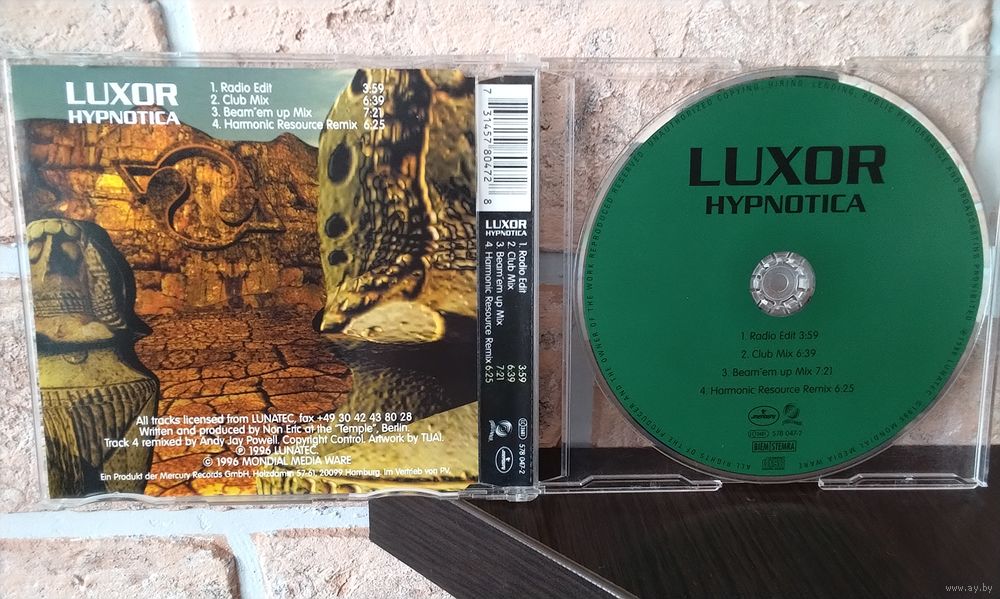 LUXOR
HYPNOTICA
1. Radio Edit 3:59
2. Club Mix 6:39
3. Beam'em up Mix 7:21
4. Harmonic Resource Remix 6:25
All tracks licensed from LUNATEC, fax +49 30 42 43 80 28
Written and produced by Non Eric at the "Temple", Berlin.
Track 4 remixed by Andy Jay Powell. Copyright Control. Artwork by TUA1.
℗ 1996 LUNATEC.
© 1996 MONDIAL MEDIA WARE
Ein Produkt der Mercury Records GmbH, Holzdamm 57-61, 20099 Hamburg, im Vertrieb von PV.
7 31457 80472 8
LUXOR
HYPNOTICA
1. Radio Edit 3:59
2. Club Mix 6:39
3. Beam'em up Mix 7:21
4. Harmonic Resource Remix 6:25
578 047-2
LUXOR
HYPNOTICA
1. Radio Edit 3:59
2. Club Mix 6:39
3. Beam'em up Mix 7:21
4. Harmonic Resource Remix 6:25
mercury
578 047-2
BIEM/STEMRA
ALL RIGHTS OF THE PRODUCER AND THE OWNER OF THE WORK REPRODUCED RESERVED. UNAUTHORIZED COPYING, HIRING, LENDING, PUBLIC PERFORMANCE AND BROADCASTING PROHIBITED
℗ 1996 LUNATEC. © 1996 MONDIAL MEDIA WARE
www.ay.by